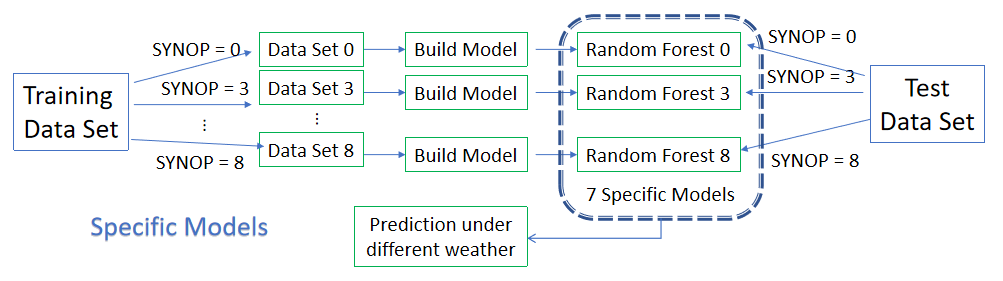 SYNOP = 0
Data Set 0
Build Model
Random Forest 0
SYNOP = 0
Training
Data Set
SYNOP = 3
Data Set 3
Build Model
Random Forest 3
SYNOP = 3
Test
Data Set
⋮
...
SYNOP = 8
Data Set 8
Build Model
Random Forest 8
SYNOP = 8
7 Specific Models
Specific Models
Prediction under
different weather